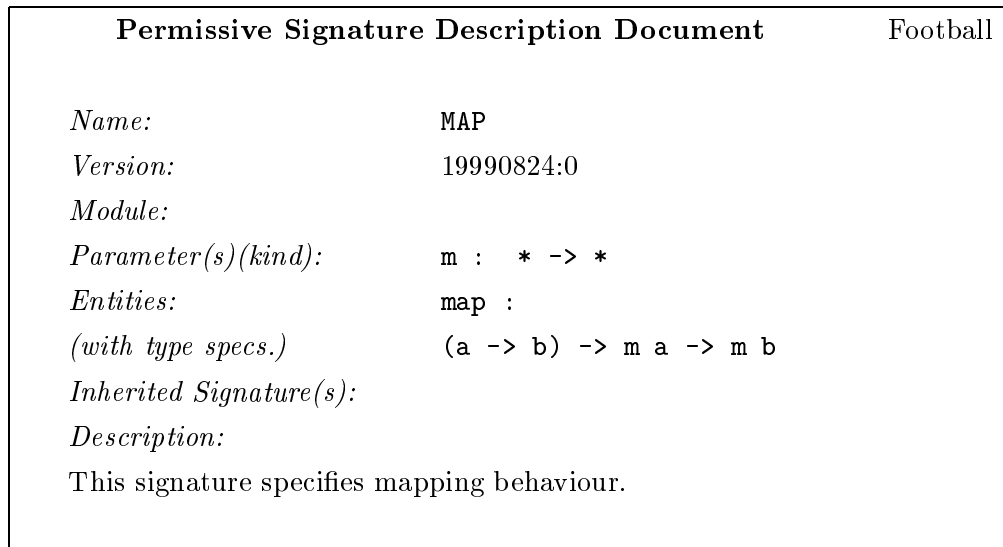 Permissive Signature Description Document Football
Name: MAP
Version: 19990824:0
Module:
Parameter(s)(kind): m : * -> *
Entities: map :
(with type specs.) (a -> b) -> m a -> m b
Inherited Signature(s):
Description:
This signature specifies mapping behaviour.